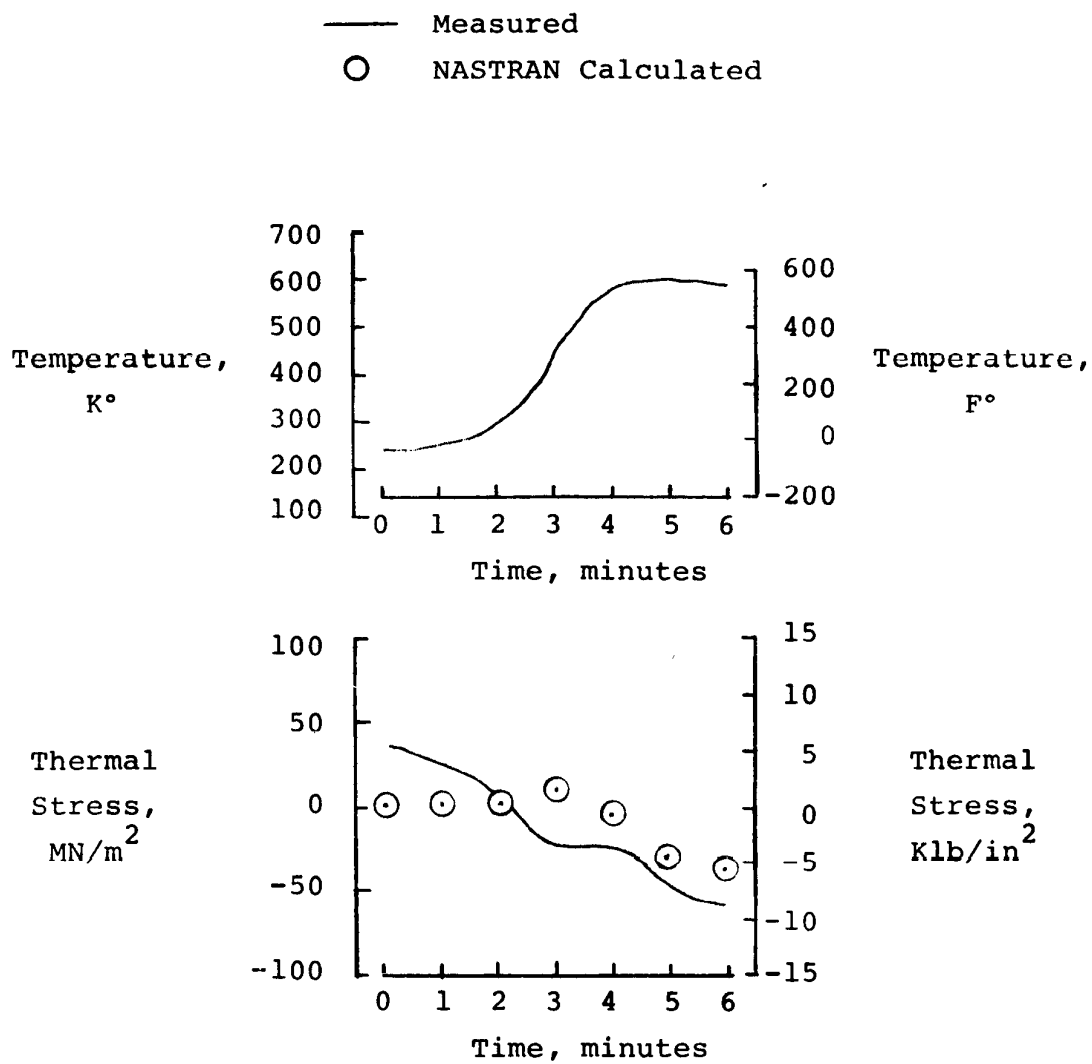 Measured
NASTRAN Calculated
700
600
500
400
300
200
100
Temperature,
K°
600
400
200
0
-200
Temperature,
F°
0 1 2 3 4 5 6
Time, minutes
100
50
0
-50
-100
Thermal
Stress,
MN/m²
15
10
5
0
-5
-10
-15
Thermal
Stress,
Klb/in²
0 1 2 3 4 5 6
Time, minutes